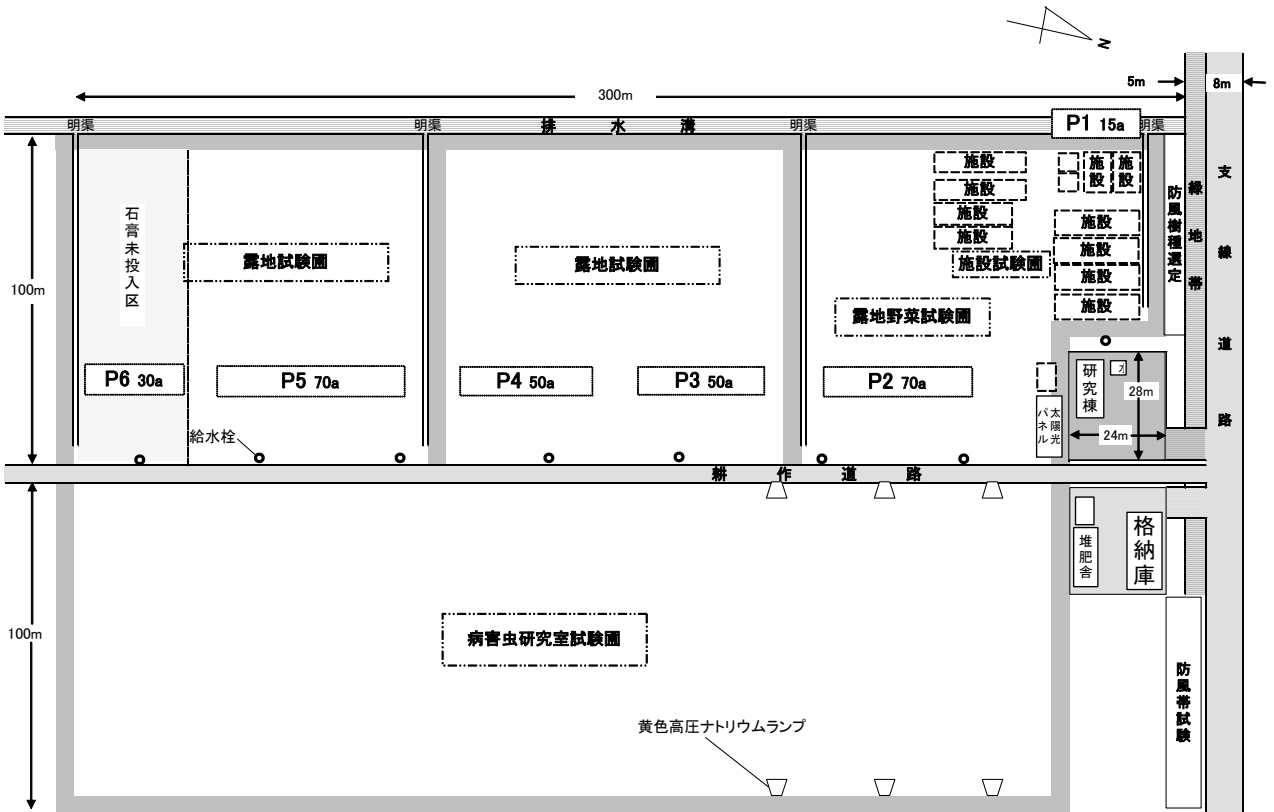 N
5m
8m
300m
明渠
明渠
排水溝
明渠
P1 15a
明渠
施設
施設
施設
施設
施設
施設
施設
施設
施設
施設
施設試験圃
防風樹種選定
緑地帯
支線道路
石膏未投入区
露地試験圃
露地試験圃
露地野菜試験圃
100m
P6 30a
P5 70a
P4 50a
P3 50a
P2 70a
研究棟
28m
24m
太陽光
パネル
給水栓
耕作道路
堆肥舎
格納庫
100m
病害虫研究室試験圃
防風帯試験
黄色高圧ナトリウムランプ